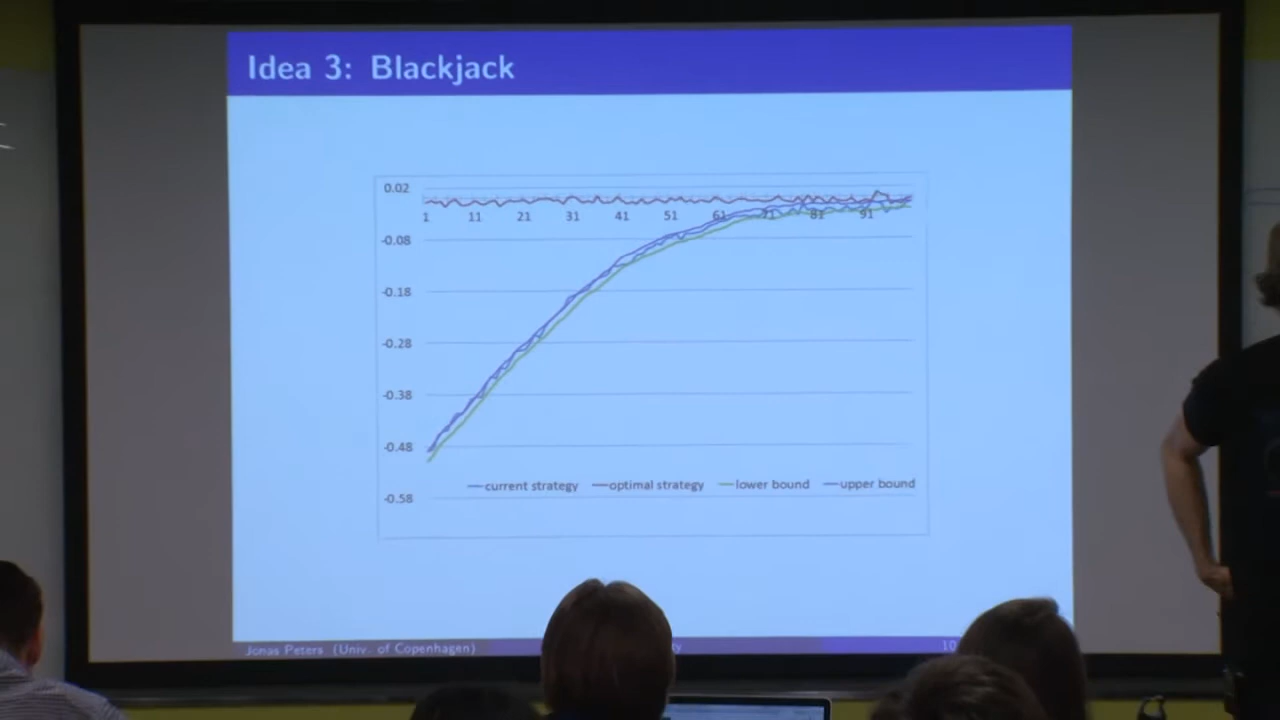 Idea 3: Blackjack
0.02
1 11 21 31 41 51 61 71 81 91
-0.08
-0.18
-0.28
-0.38
-0.48
current strategy optimal strategy lower bound upper bound
-0.58
Jonas Peters (Univ. of Copenhagen)